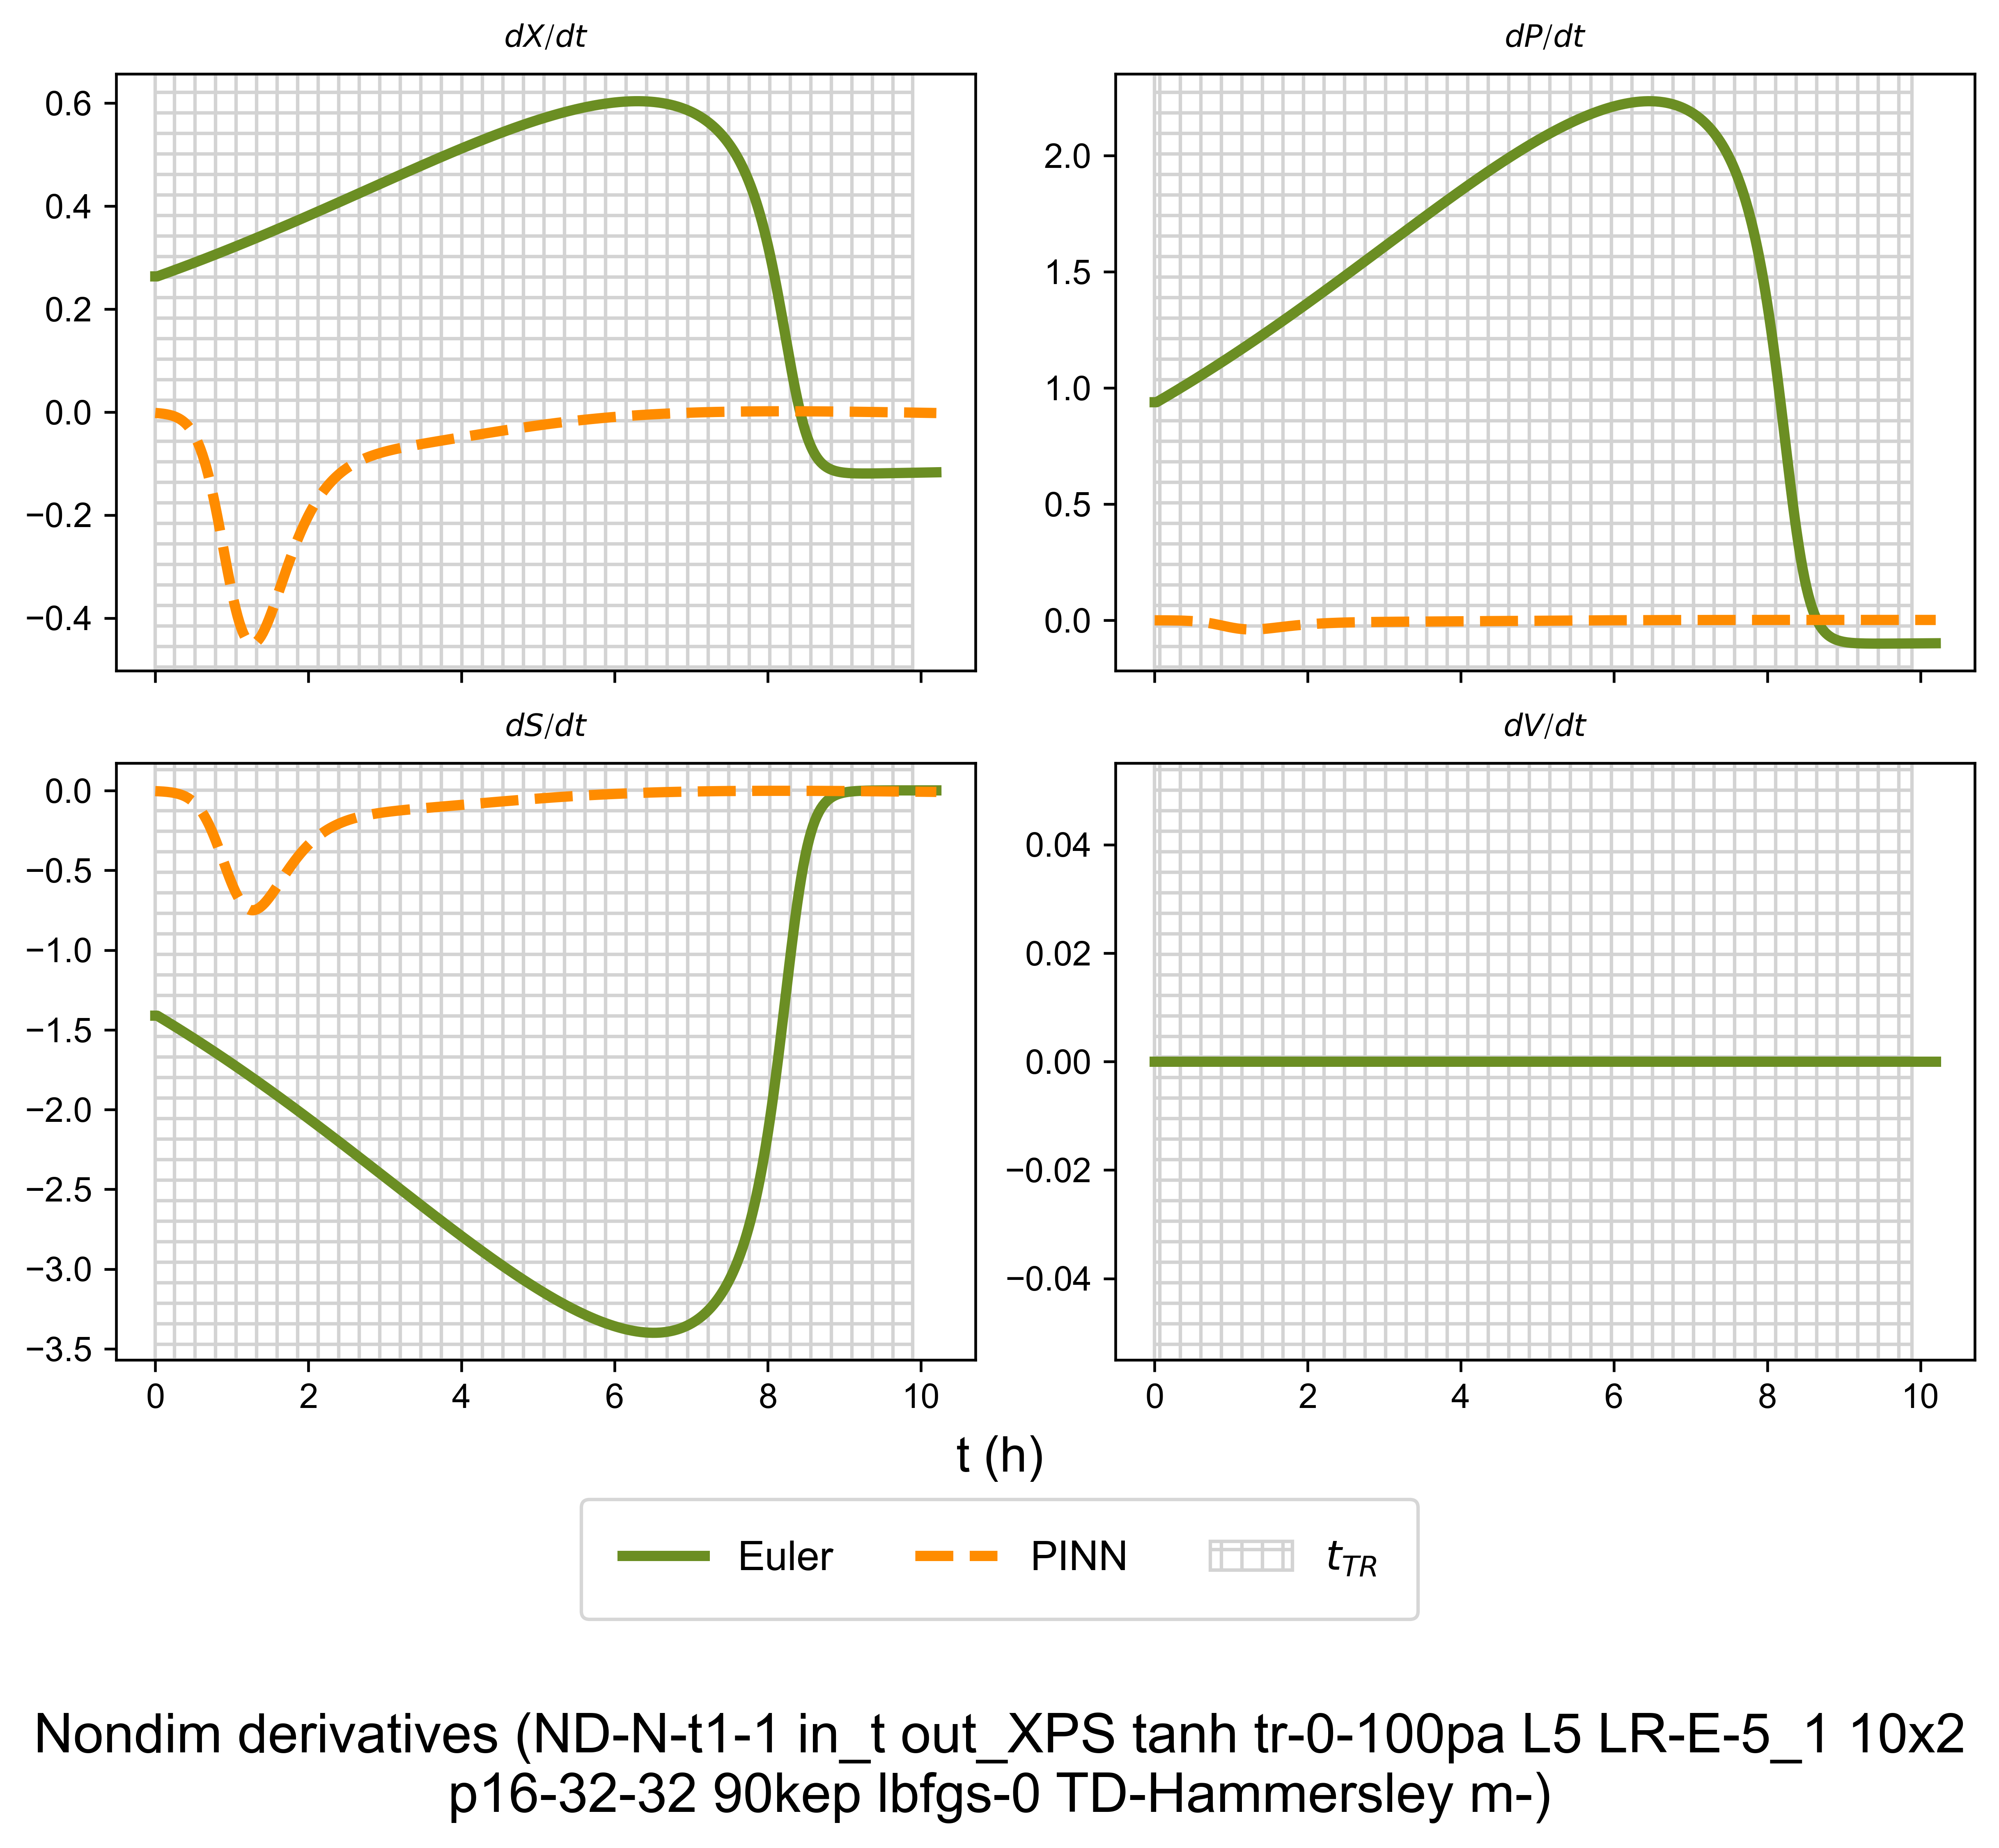 dX/dt
dP/dt
0.6
0.4
0.2
0.0
−0.2
−0.4
2.0
1.5
1.0
0.5
0.0
dS/dt
dV/dt
0.0
−0.5
−1.0
−1.5
−2.0
−2.5
−3.0
−3.5
0.04
0.02
0.00
−0.02
−0.04
0 2 4 6 8 10
0 2 4 6 8 10
t (h)
Euler PINN t_TR
Nondim derivatives (ND-N-t1-1 in_t out_XPS tanh tr-0-100pa L5 LR-E-5_1 10x2
p16-32-32 90kep lbfgs-0 TD-Hammersley m-)